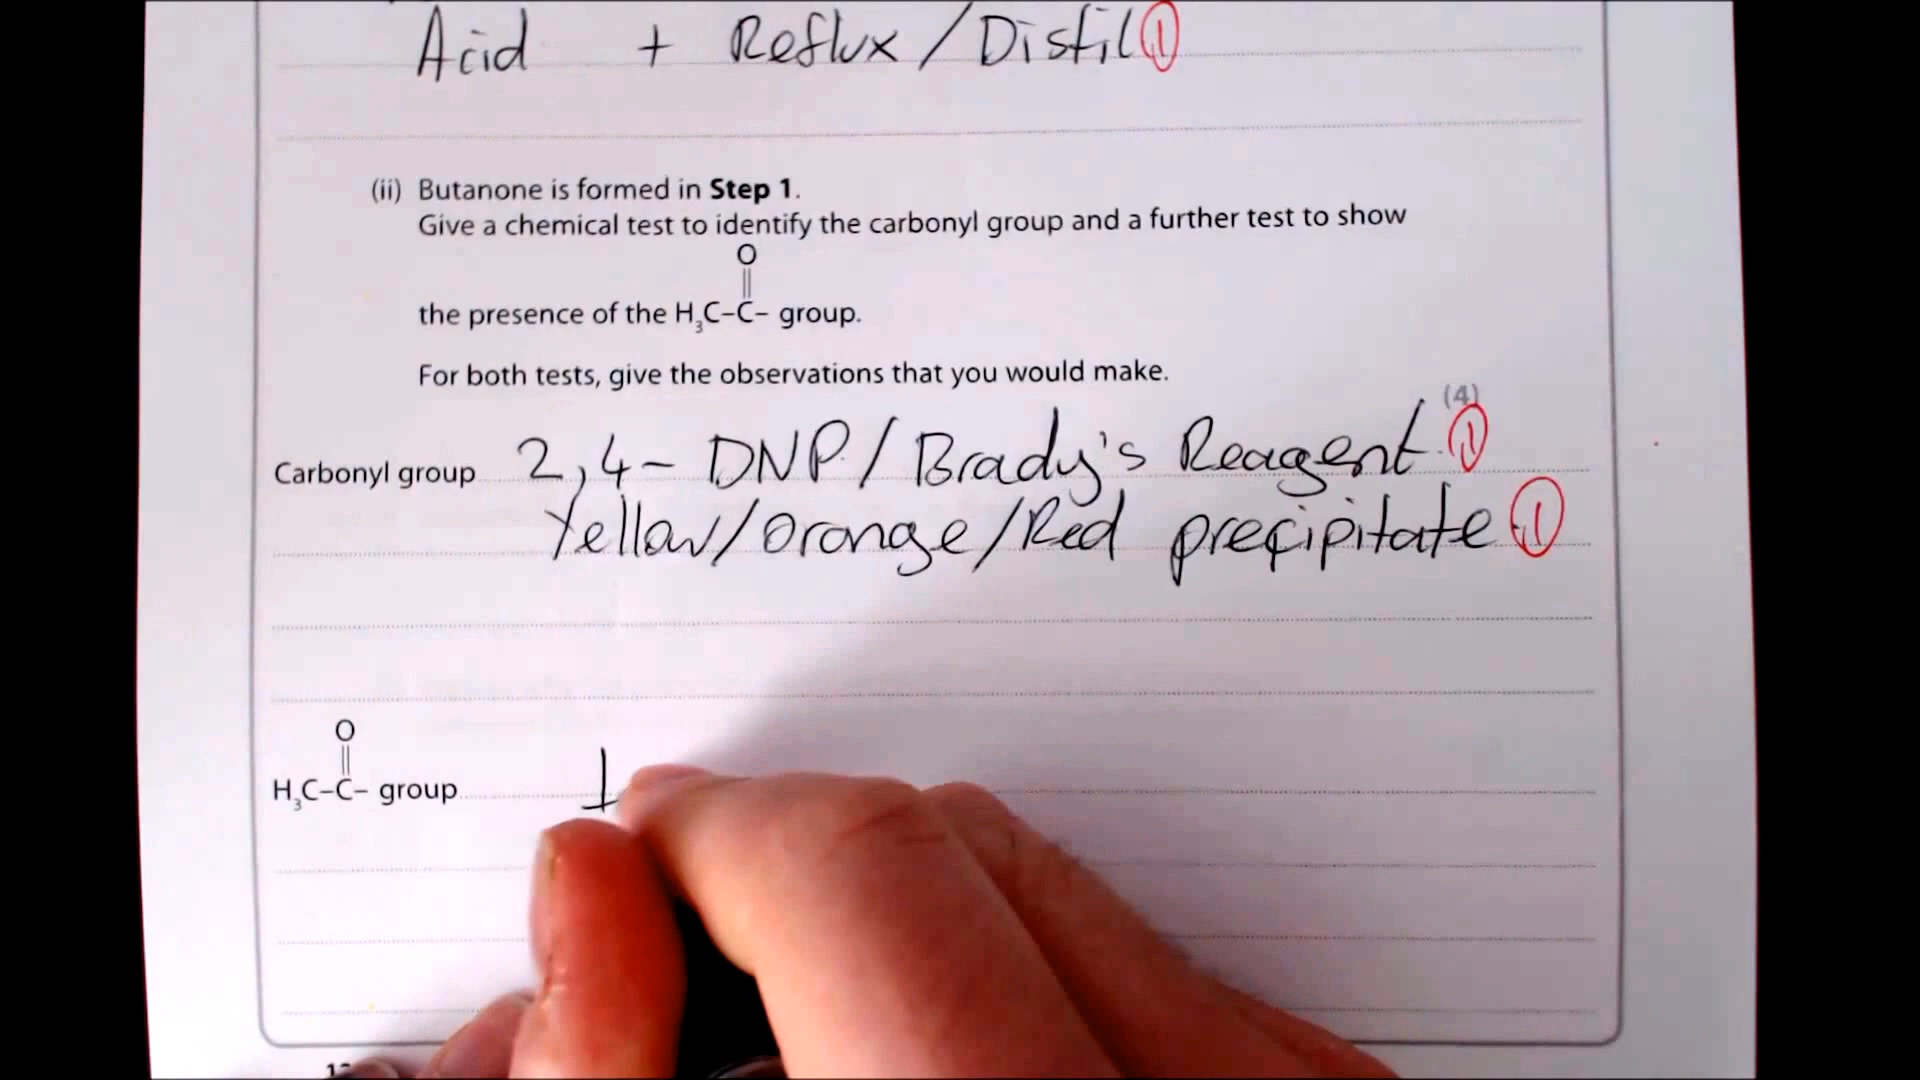 Acid + Reflux / Distil 1
(ii) Butanone is formed in Step 1.
Give a chemical test to identify the carbonyl group and a further test to show
O
the presence of the H3C–C– group.
For both tests, give the observations that you would make.
(4)
Carbonyl group 2,4- DNP / Brady's Reagent 1
Yellow/orange/Red precipitate 1
O
H3C–C– group I